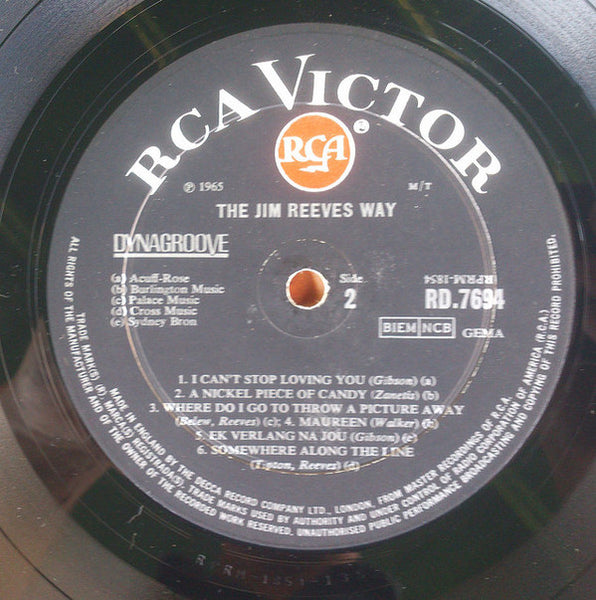 RCA VICTOR
RCA
®
℗ 1965
M/T
THE JIM REEVES WAY
DYNAGROOVE
(a) Acuff-Rose
(b) Burlington Music
(c) Palace Music
(d) Cross Music
(e) Sydney Bron
Side
2
RPRM-1854
RD.7694
BIEM NCB
GEMA
1. I CAN'T STOP LOVING YOU (Gibson) (a)
2. A NICKEL PIECE OF CANDY (Zanetis) (b)
3. WHERE DO I GO TO THROW A PICTURE AWAY
(Belew, Reeves) (c); 4. MAUREEN (Walker) (b)
5. EK VERLANG NA JOU (Gibson) (e)
6. SOMEWHERE ALONG THE LINE
(Tipton, Reeves) (d)
ALL RIGHTS OF THE MANUFACTURER AND OF THE OWNER OF THE RECORDED WORK RESERVED. UNAUTHORISED PUBLIC PERFORMANCE BROADCASTING AND COPYING OF THIS RECORD PROHIBITED.
TRADE MARK(S) (R), MARCA(S) REGISTRADA(S). TRADE MARKS USED BY AUTHORITY AND UNDER CONTROL OF RADIO CORPORATION OF AMERICA (R.C.A.)
MADE IN ENGLAND BY THE DECCA RECORD COMPANY LTD., LONDON, FROM MASTER RECORDINGS OF R.C.A.